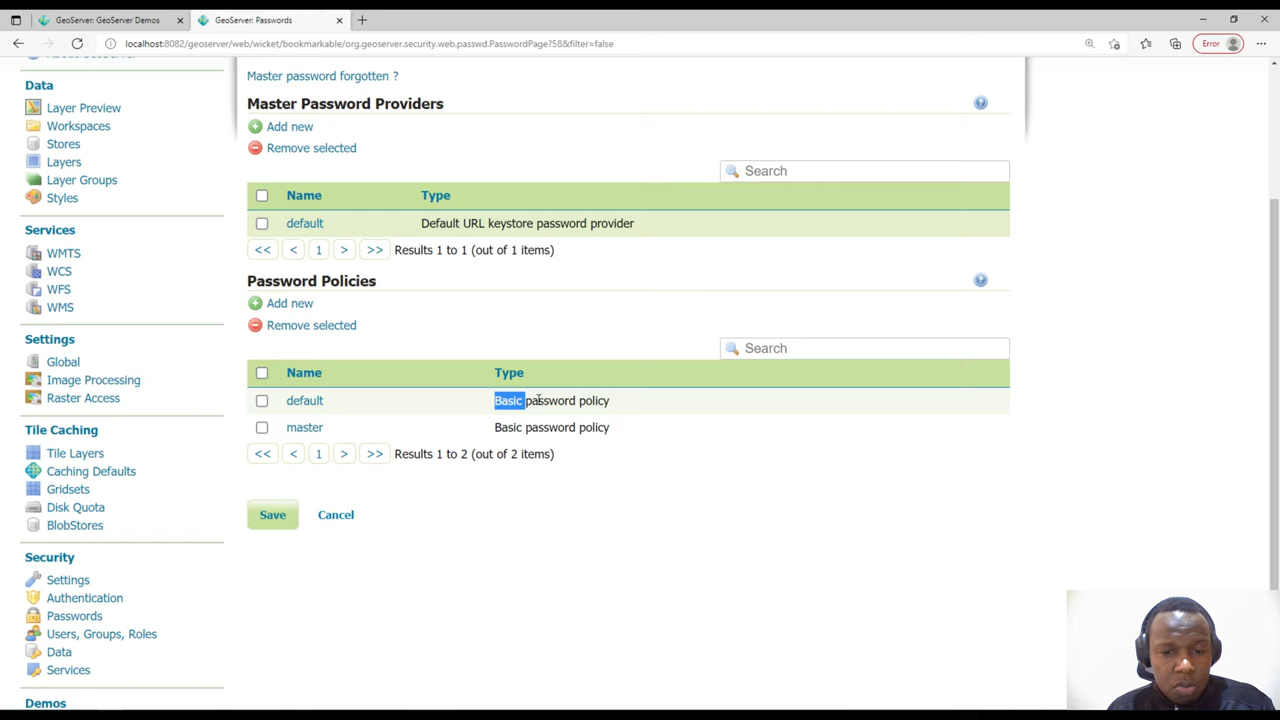 GeoServer: GeoServer Demos
GeoServer: Passwords
localhost:8082/geoserver/web/wicket/bookmarkable/org.geoserver.security.web.passwd.PasswordPage?58&filter=false
Error
Data
Layer Preview
Workspaces
Stores
Layers
Layer Groups
Styles
Services
WMTS
WCS
WFS
WMS
Settings
Global
Image Processing
Raster Access
Tile Caching
Tile Layers
Caching Defaults
Gridsets
Disk Quota
BlobStores
Security
Settings
Authentication
Passwords
Users, Groups, Roles
Data
Services
Demos
Master password forgotten ?
Master Password Providers
Add new
Remove selected
Search
Name Type
default Default URL keystore password provider
<< < 1 > >> Results 1 to 1 (out of 1 items)
Password Policies
Add new
Remove selected
Search
Name Type
default Basic password policy
master Basic password policy
<< < 1 > >> Results 1 to 2 (out of 2 items)
Save Cancel